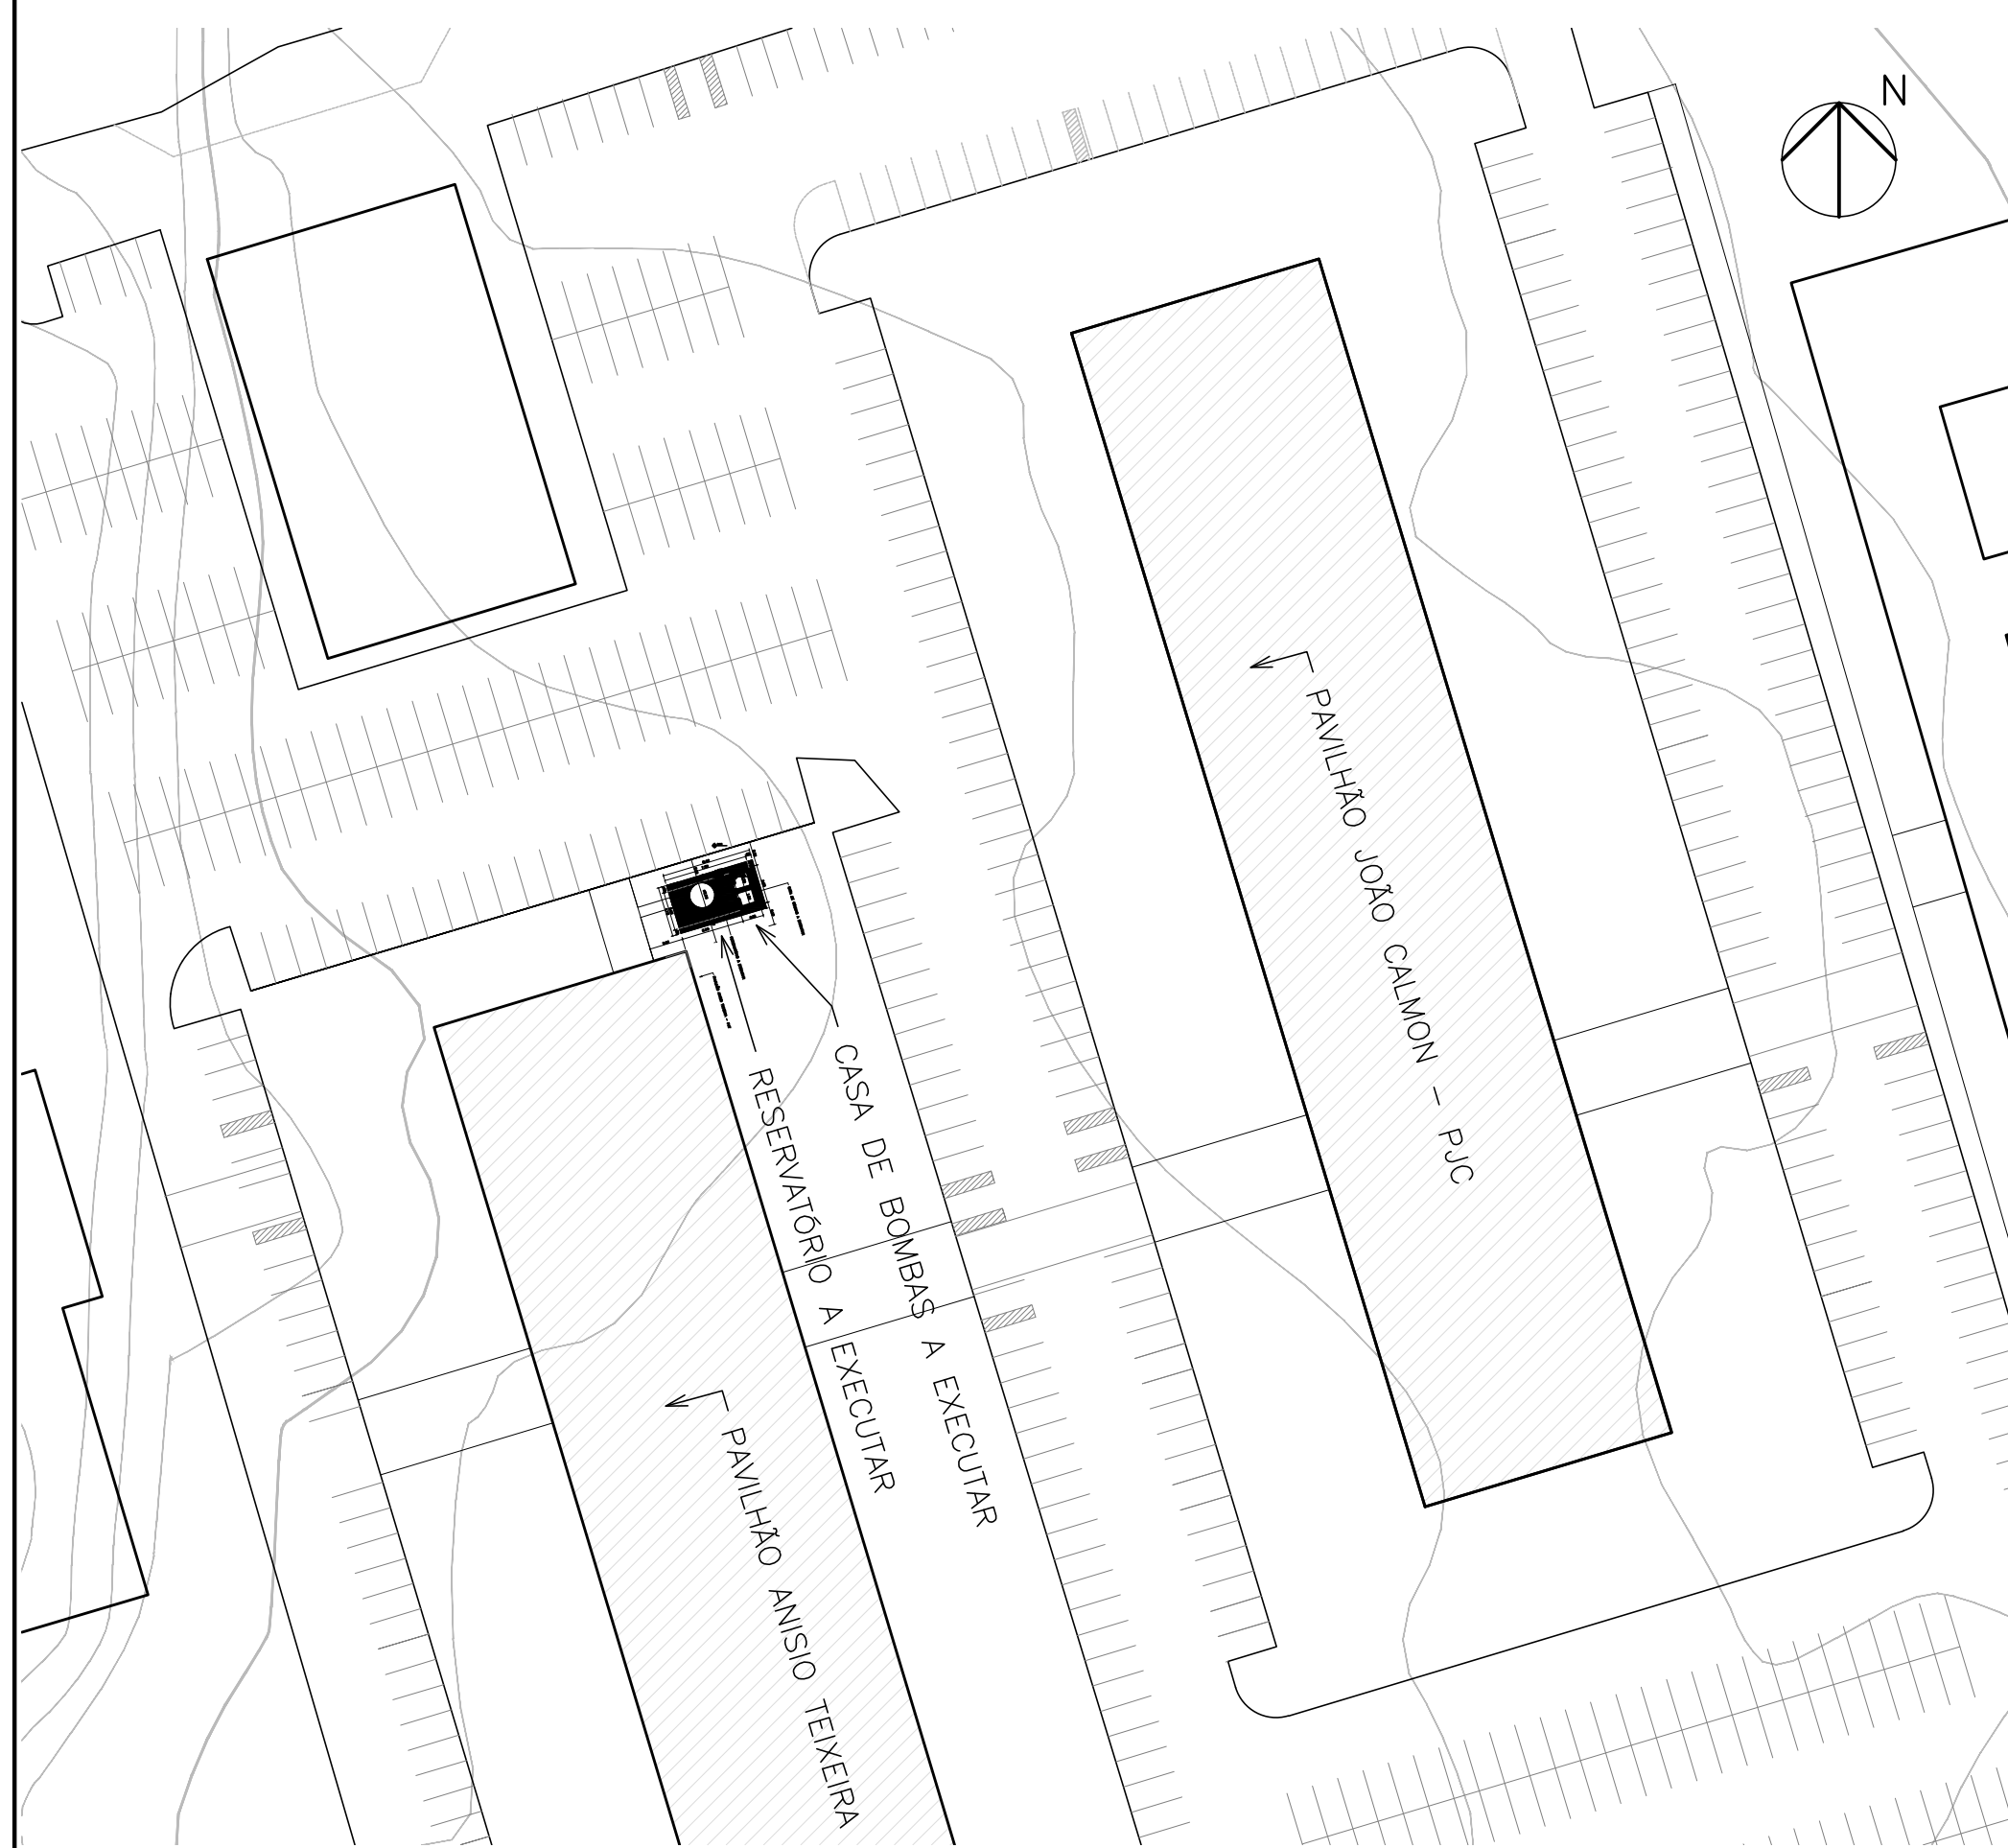 N
PAVILHÃO JOÃO CALMON – PJC
CASA DE BOMBAS A EXECUTAR
RESERVATÓRIO A EXECUTAR
PAVILHÃO ANISIO TEIXEIRA